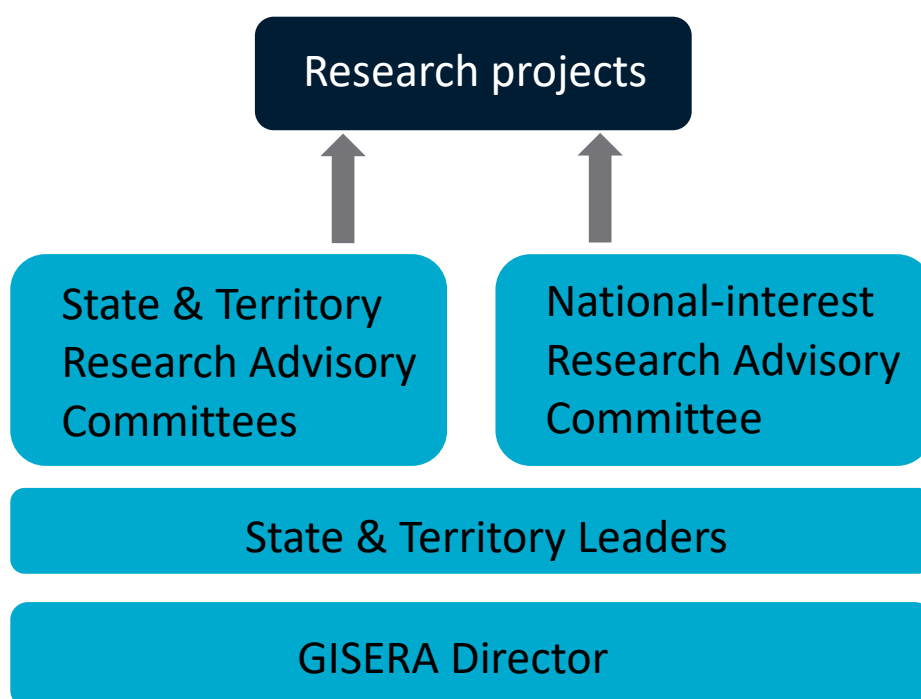 Research projects
State & Territory
Research Advisory
Committees
National-interest
Research Advisory
Committee
State & Territory Leaders
GISERA Director